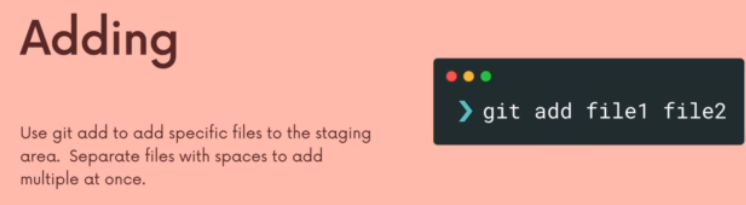 Adding
Use git add to add specific files to the staging
area.  Separate files with spaces to add
multiple at once.
❯ git add file1 file2